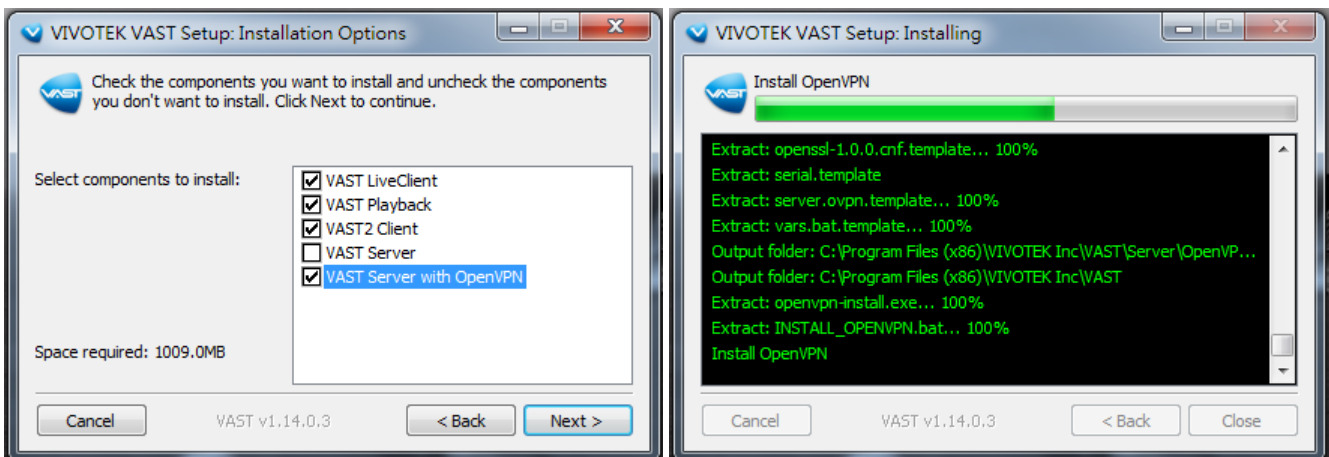 VIVOTEK VAST Setup: Installation Options
VAST
Check the components you want to install and uncheck the components
you don't want to install. Click Next to continue.
Select components to install:
VAST LiveClient
VAST Playback
VAST2 Client
VAST Server
VAST Server with OpenVPN
Space required: 1009.0MB
Cancel
VAST v1.14.0.3
< Back
Next >
VIVOTEK VAST Setup: Installing
VAST
Install OpenVPN
Extract: openssl-1.0.0.cnf.template... 100%
Extract: serial.template
Extract: server.ovpn.template... 100%
Extract: vars.bat.template... 100%
Output folder: C:\Program Files (x86)\VIVOTEK Inc\VAST\Server\OpenVP...
Output folder: C:\Program Files (x86)\VIVOTEK Inc\VAST
Extract: openvpn-install.exe... 100%
Extract: INSTALL_OPENVPN.bat... 100%
Install OpenVPN
Cancel
VAST v1.14.0.3
< Back
Close